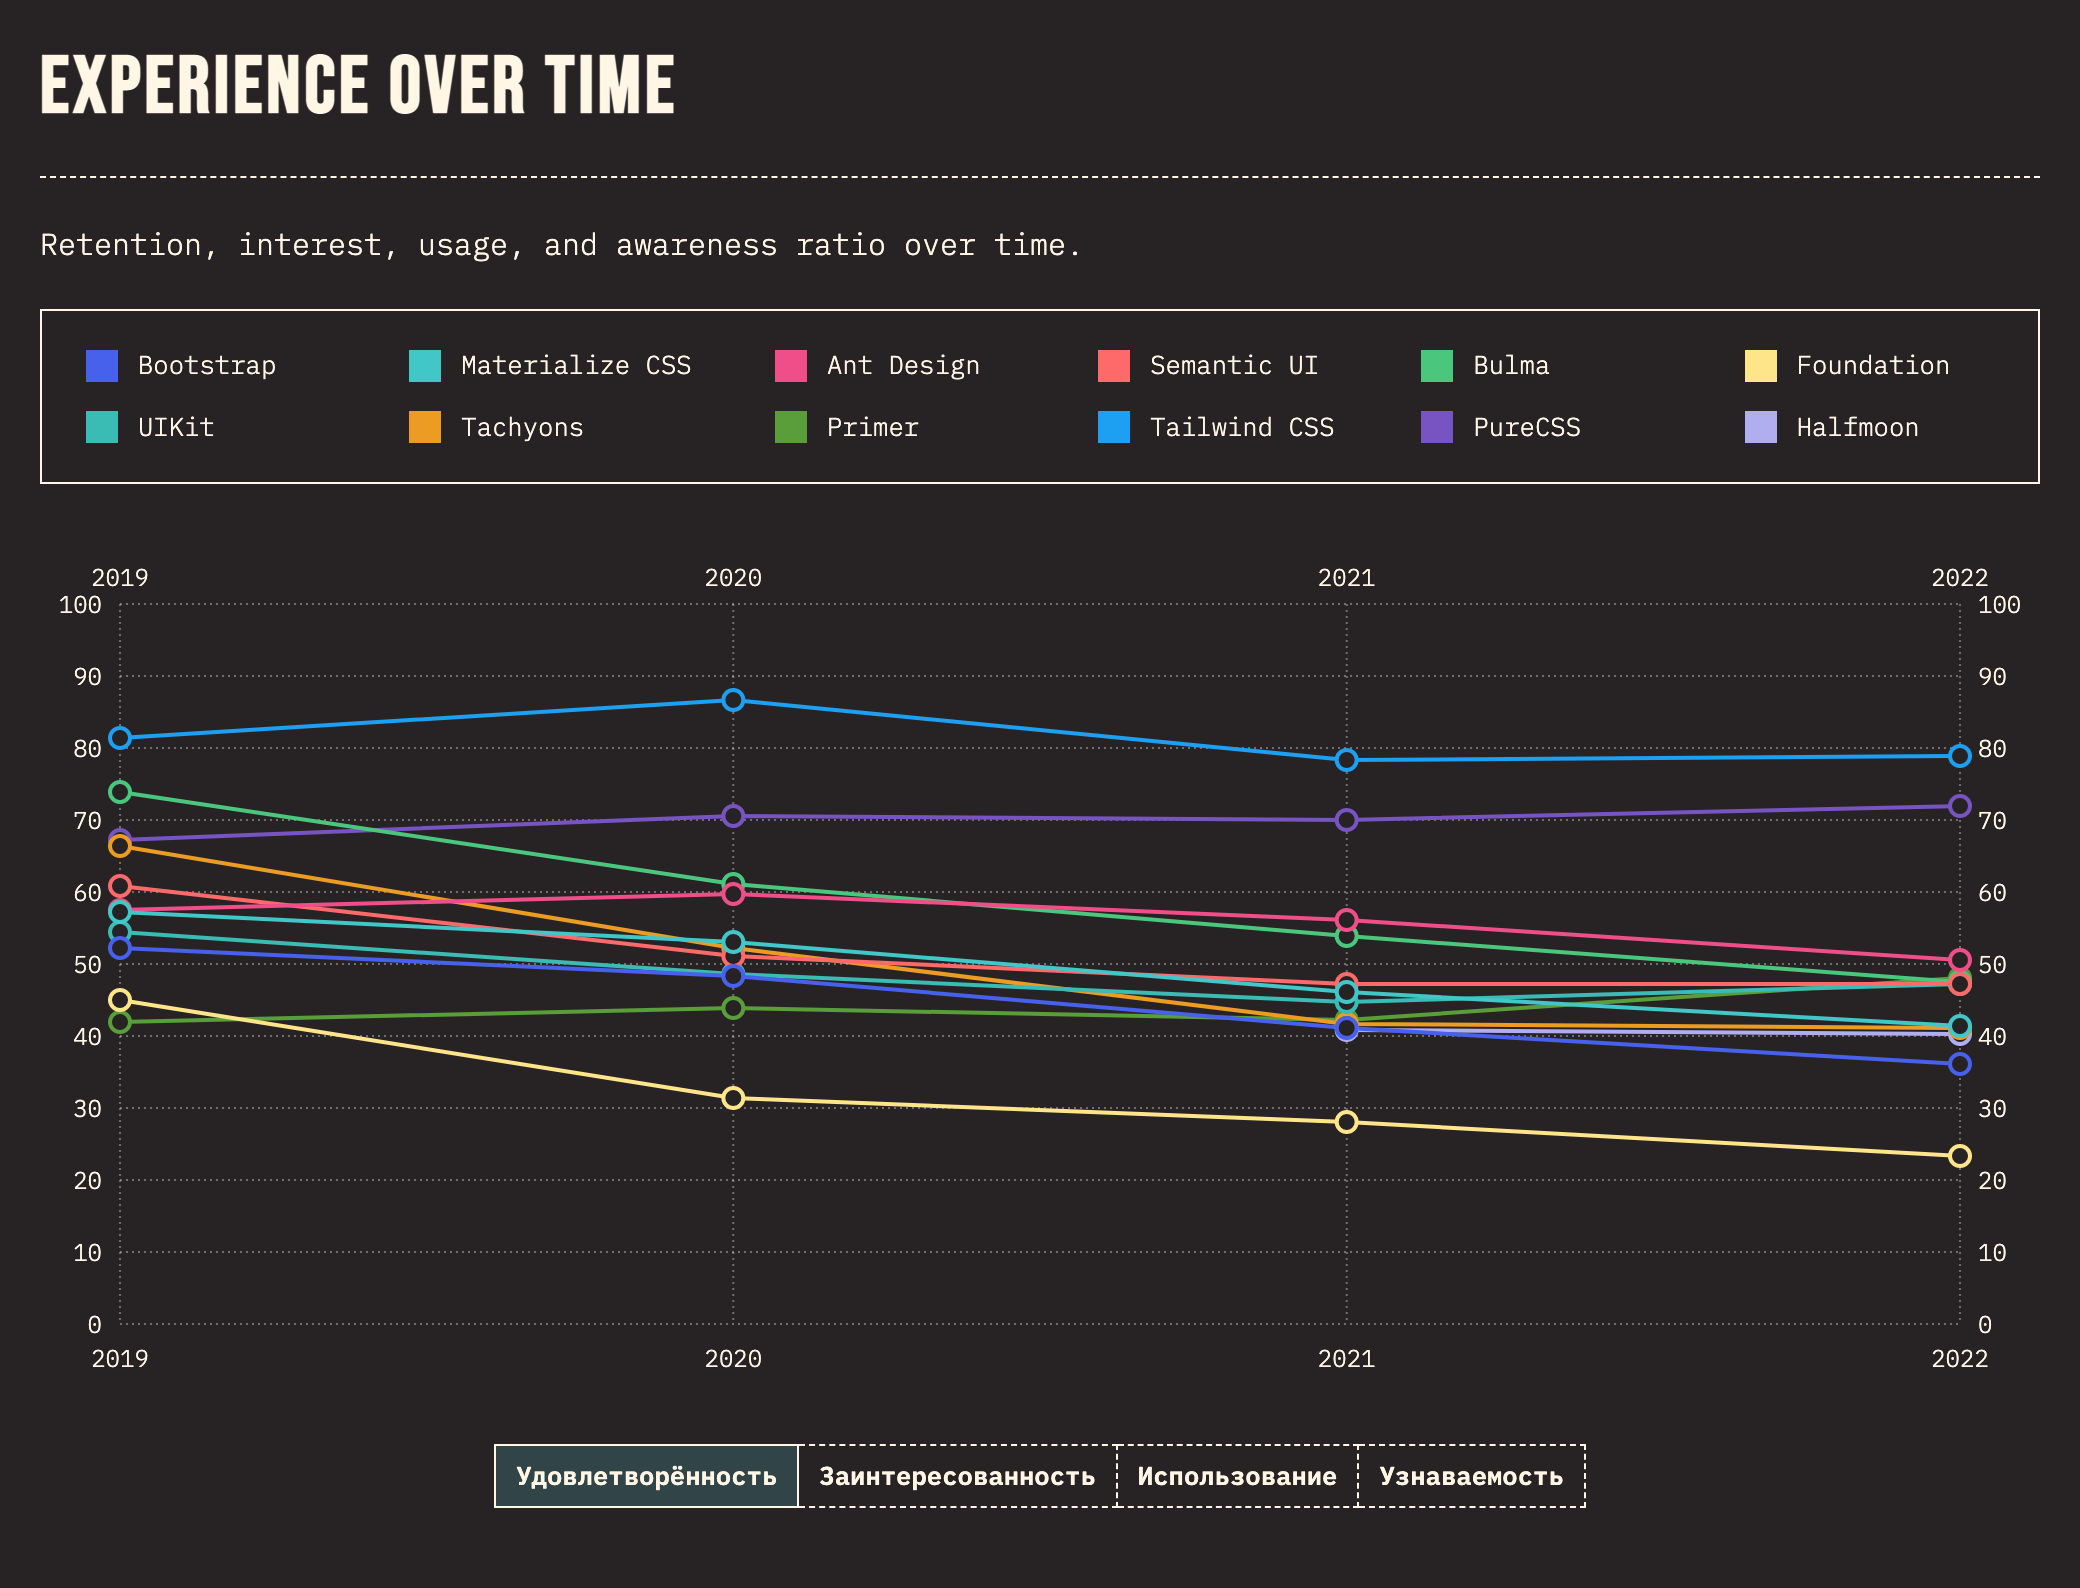 EXPERIENCE OVER TIME
Retention, interest, usage, and awareness ratio over time.
Bootstrap Materialize CSS Ant Design Semantic UI Bulma Foundation
UIKit Tachyons Primer Tailwind CSS PureCSS Halfmoon
2019 2020 2021 2022
100 100
90 90
80 80
70 70
60 60
50 50
40 40
30 30
20 20
10 10
0 0
2019 2020 2021 2022
Удовлетворённость Заинтересованность Использование Узнаваемость